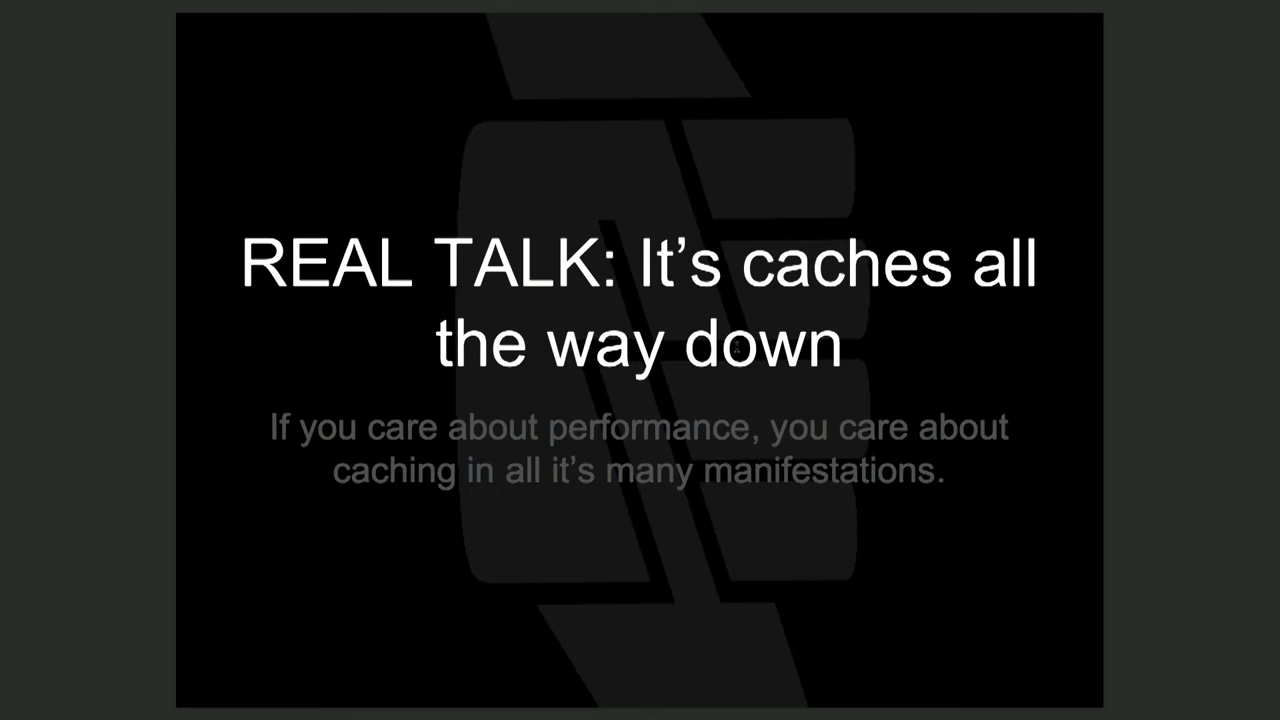 REAL TALK: It’s caches all
the way down
If you care about performance, you care about
caching in all it’s many manifestations.